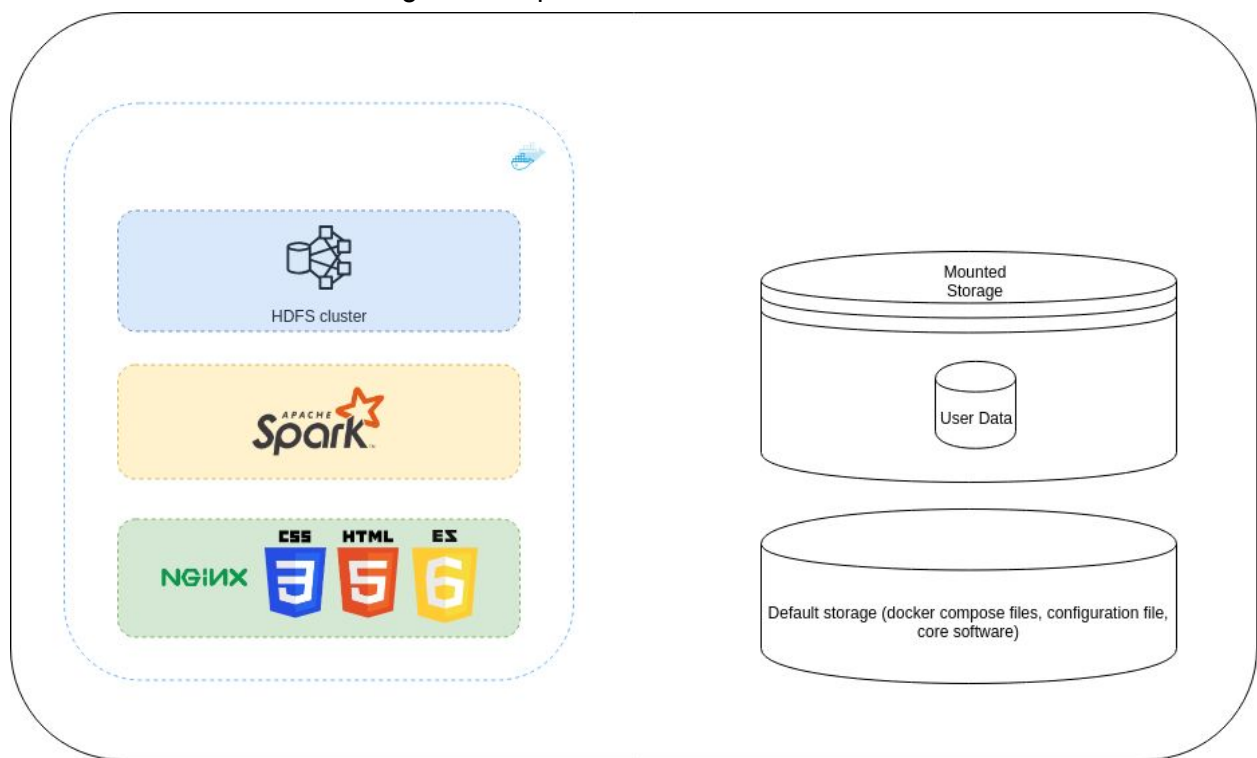 HDFS cluster
APACHE
Spark
TM
NGINX
CSS
3
HTML
5
ES
6
Mounted
Storage
User Data
Default storage (docker compose files, configuration file,
core software)